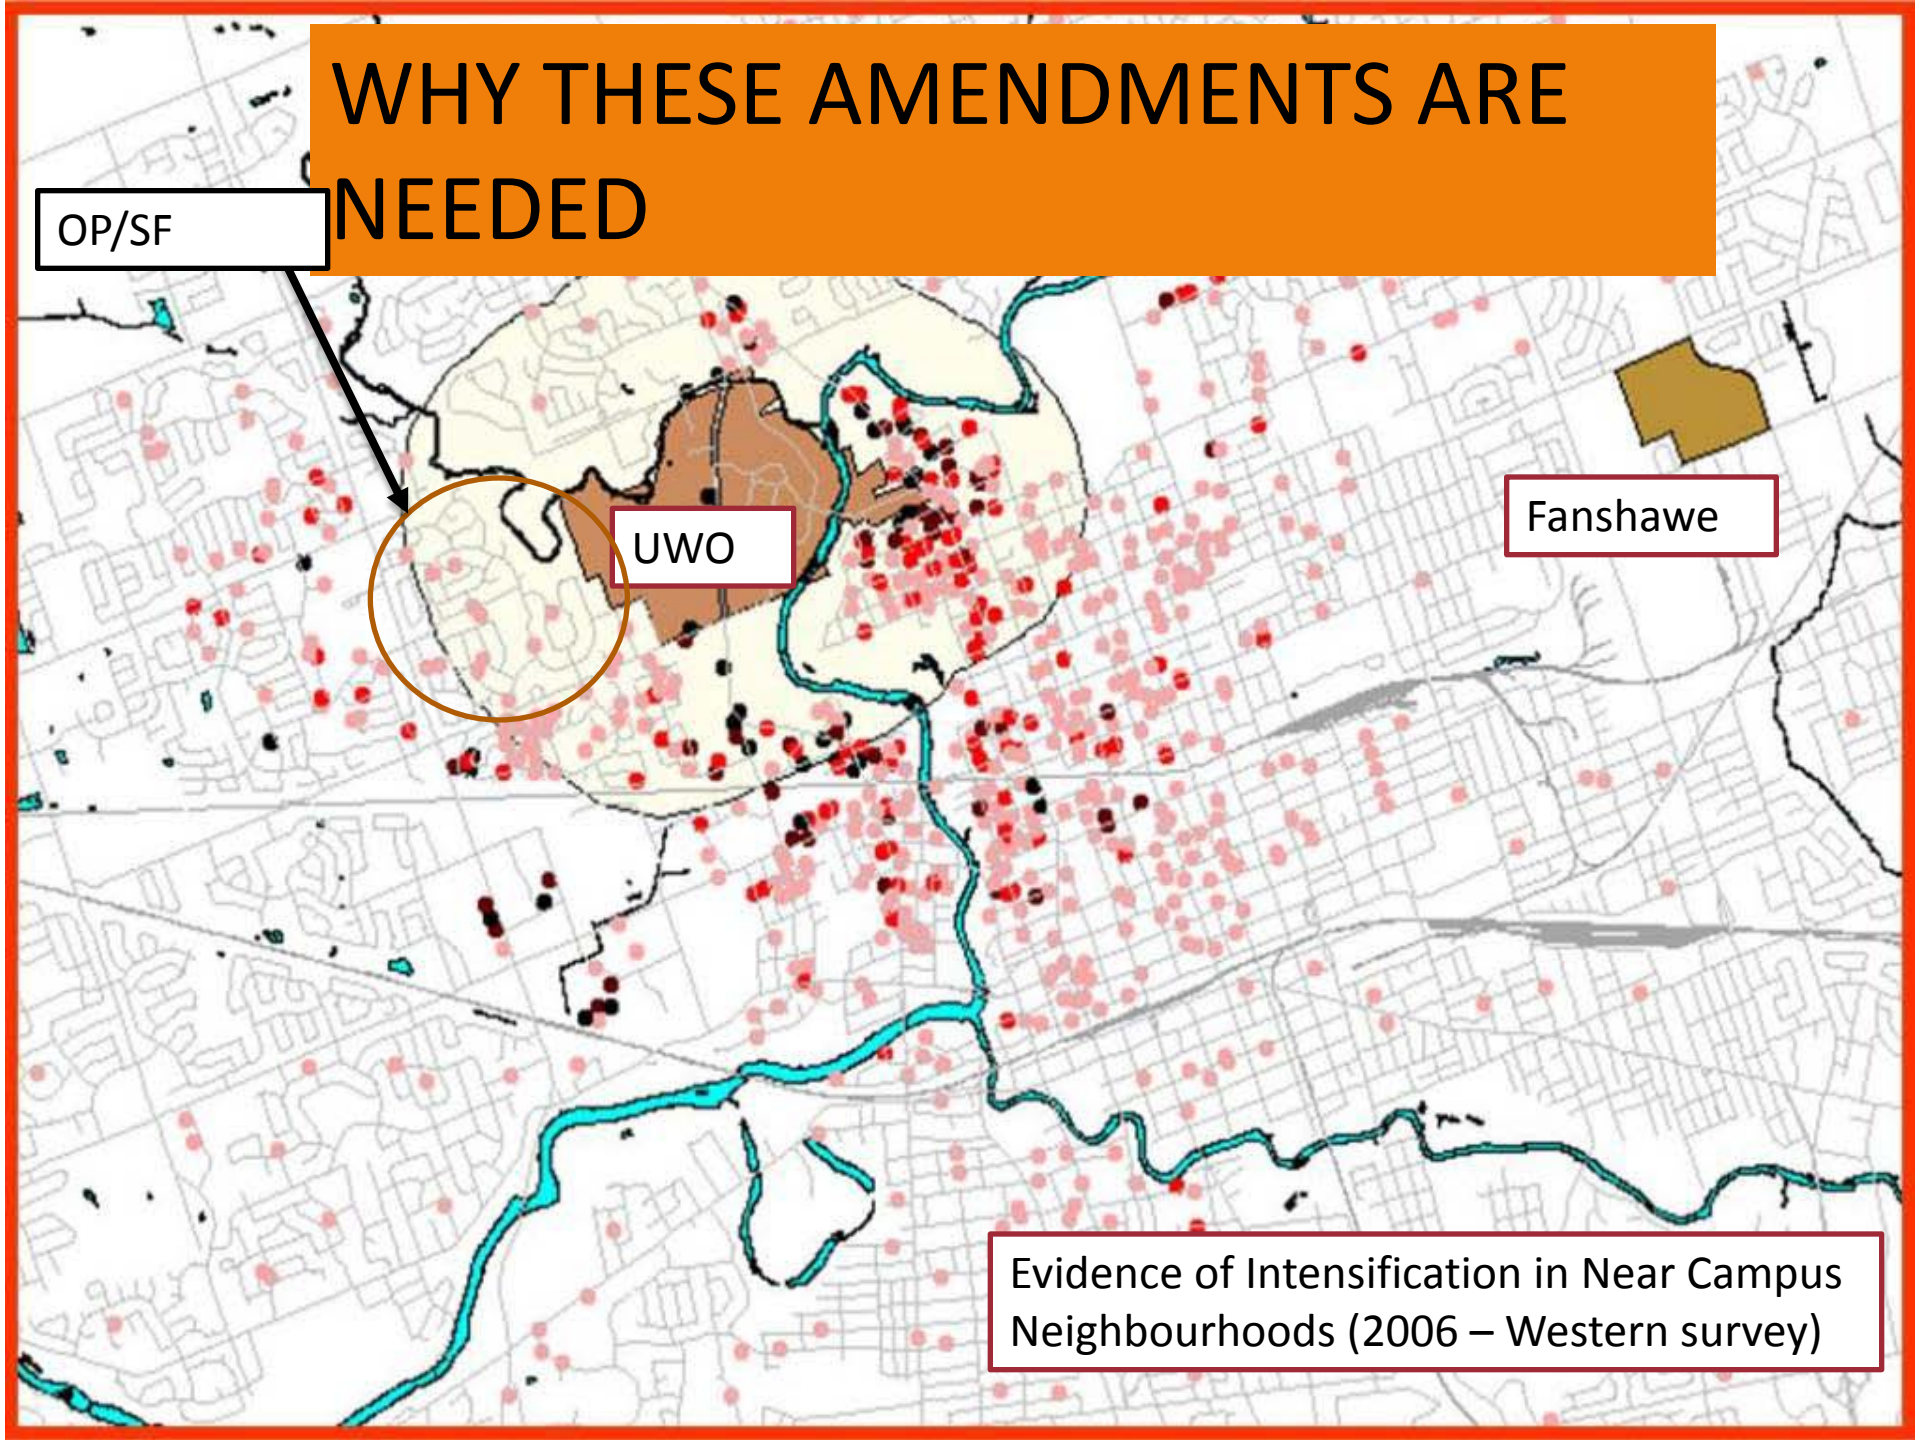 WHY THESE AMENDMENTS ARE
NEEDED
OP/SF
UWO
Fanshawe
Evidence of Intensification in Near Campus
Neighbourhoods (2006 – Western survey)